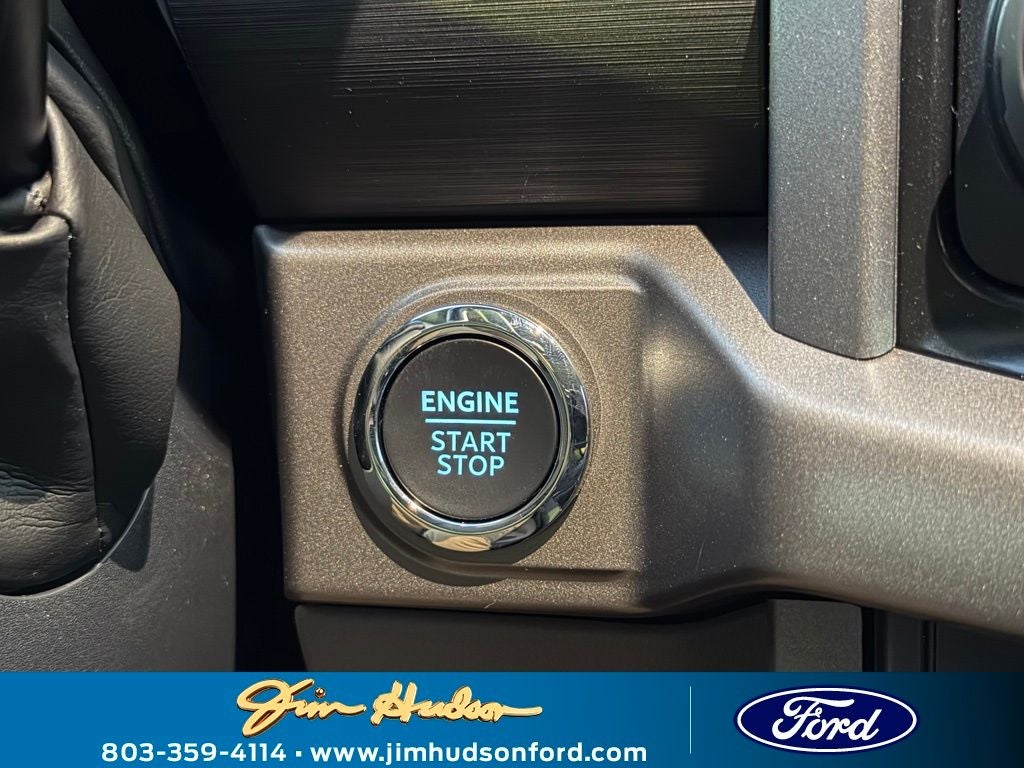 ENGINE
START
STOP
Jim Hudson
803-359-4114 · www.jimhudsonford.com
Ford